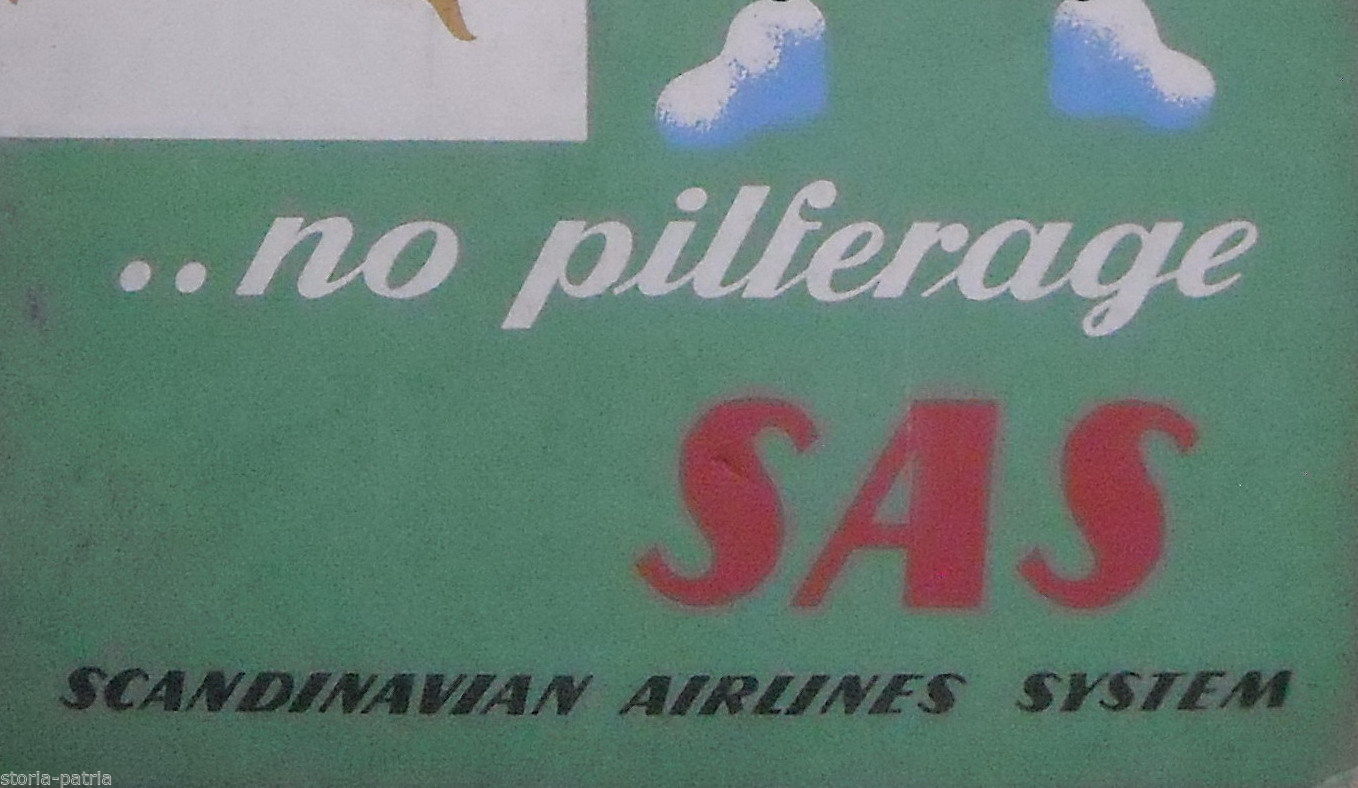 ..no pilferage
SAS
SCANDINAVIAN AIRLINES SYSTEM
storia-patria